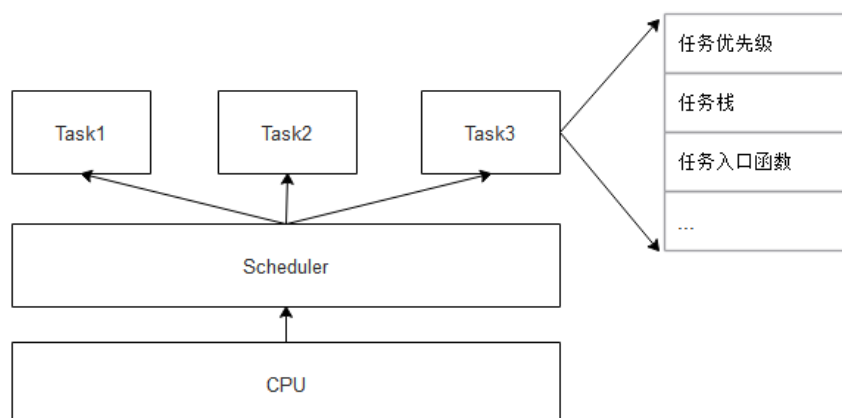 任务优先级
Task1
Task2
Task3
任务栈
任务入口函数
...
Scheduler
CPU